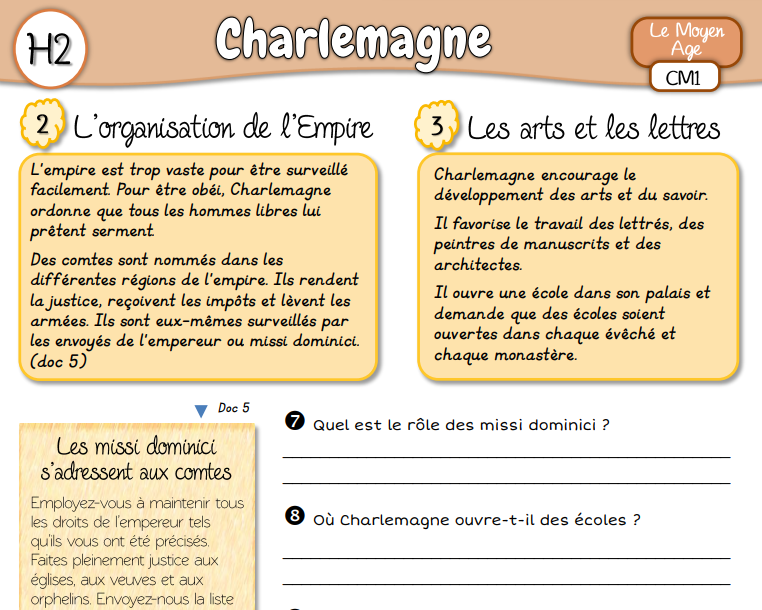 H2
Charlemagne
Le Moyen
Age
CM1
2 L'organisation de l'Empire
L'empire est trop vaste pour être surveillé
facilement. Pour être obéi, Charlemagne
ordonne que tous les hommes libres lui
prêtent serment.
Des comtes sont nommés dans les
différentes régions de l'empire. Ils rendent
la justice, reçoivent les impôts et lèvent les
armées. Ils sont eux-mêmes surveillés par
les envoyés de l'empereur ou missi dominici.
(doc 5)
3 Les arts et les lettres
Charlemagne encourage le
développement des arts et du savoir.
Il favorise le travail des lettrés, des
peintres de manuscrits et des
architectes.
Il ouvre une école dans son palais et
demande que des écoles soient
ouvertes dans chaque évêché et
chaque monastère.
Doc 5
Les missi dominici
s'adressent aux comtes
Employez-vous à maintenir tous
les droits de l'empereur tels
qu'ils vous ont été précisés.
Faites pleinement justice aux
églises, aux veuves et aux
orphelins. Envoyez-nous la liste
7 Quel est le rôle des missi dominici ?
8 Où Charlemagne ouvre-t-il des écoles ?